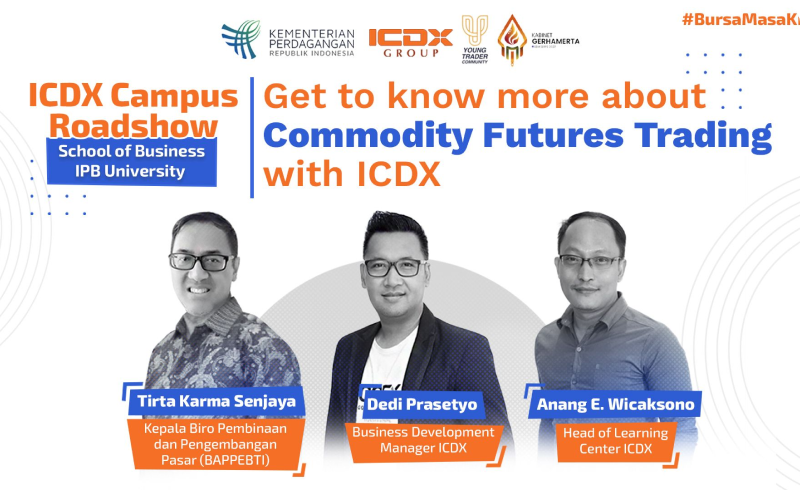 KEMENTERIAN
PERDAGANGAN
REPUBLIK INDONESIA
ICDX
GROUP
YOUNG
TRADER
COMMUNITY
KABINET
GERHAMERTA
#BursaMasaK
ICDX Campus
Roadshow
School of Business
IPB University
Get to know more about
Commodity Futures Trading
with ICDX
Tirta Karma Senjaya
Kepala Biro Pembinaan
dan Pengembangan
Pasar (BAPPEBTI)
Dedi Prasetyo
Business Development
Manager ICDX
Anang E. Wicaksono
Head of Learning
Center ICDX